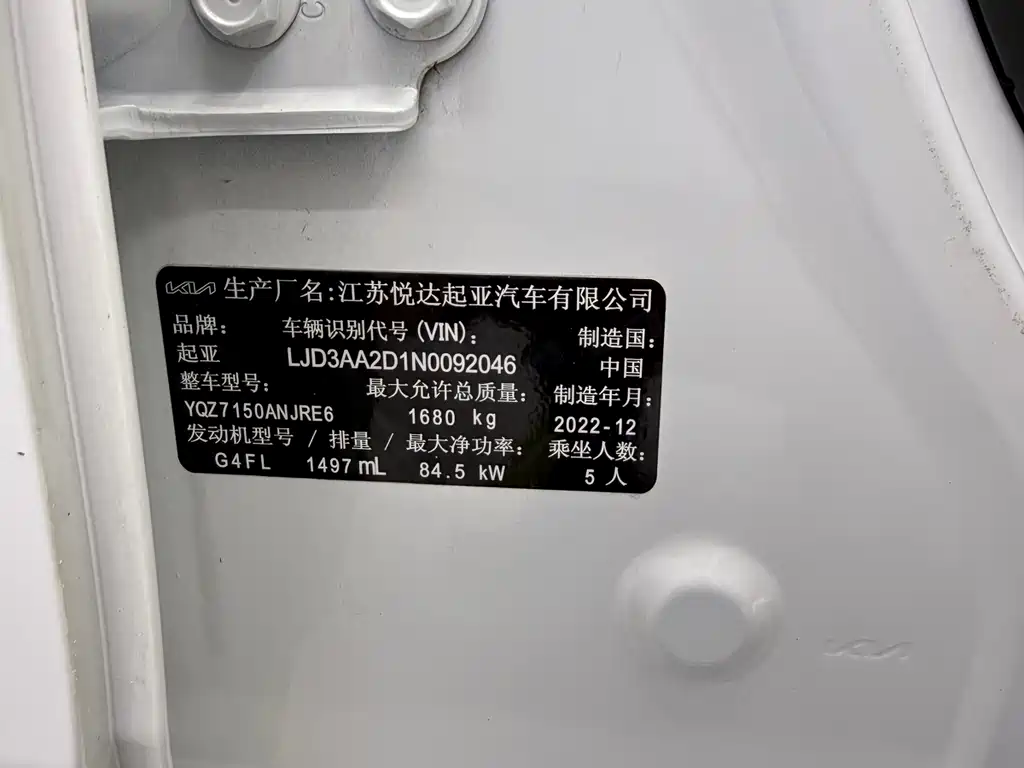 C
KIA 生产厂名:江苏悦达起亚汽车有限公司
品牌: 车辆识别代号(VIN): 制造国:
起亚 LJD3AA2D1N0092046 中国
整车型号: 最大允许总质量: 制造年月:
YQZ7150ANJRE6 1680 kg 2022-12
发动机型号 / 排量 / 最大净功率: 乘坐人数:
G4FL 1497mL 84.5 kW 5 人
KIA